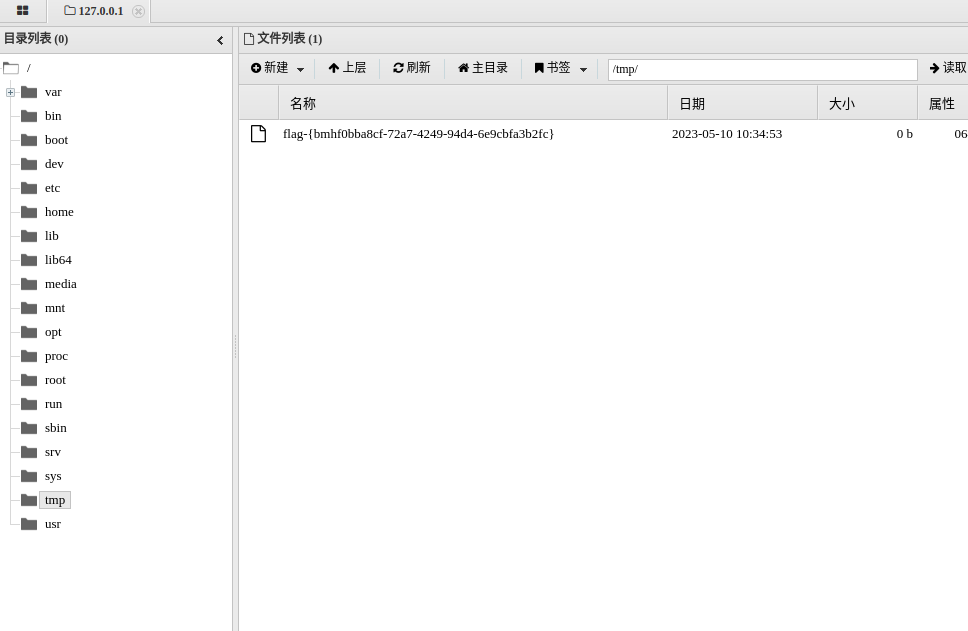 127.0.0.1
目录列表 (0)
/
var
bin
boot
dev
etc
home
lib
lib64
media
mnt
opt
proc
root
run
sbin
srv
sys
tmp
usr
文件列表 (1)
新建 上层 刷新 主目录 书签 /tmp/ 读取
名称 日期 大小 属性
flag-{bmhf0bba8cf-72a7-4249-94d4-6e9cbfa3b2fc} 2023-05-10 10:34:53 0 b 06